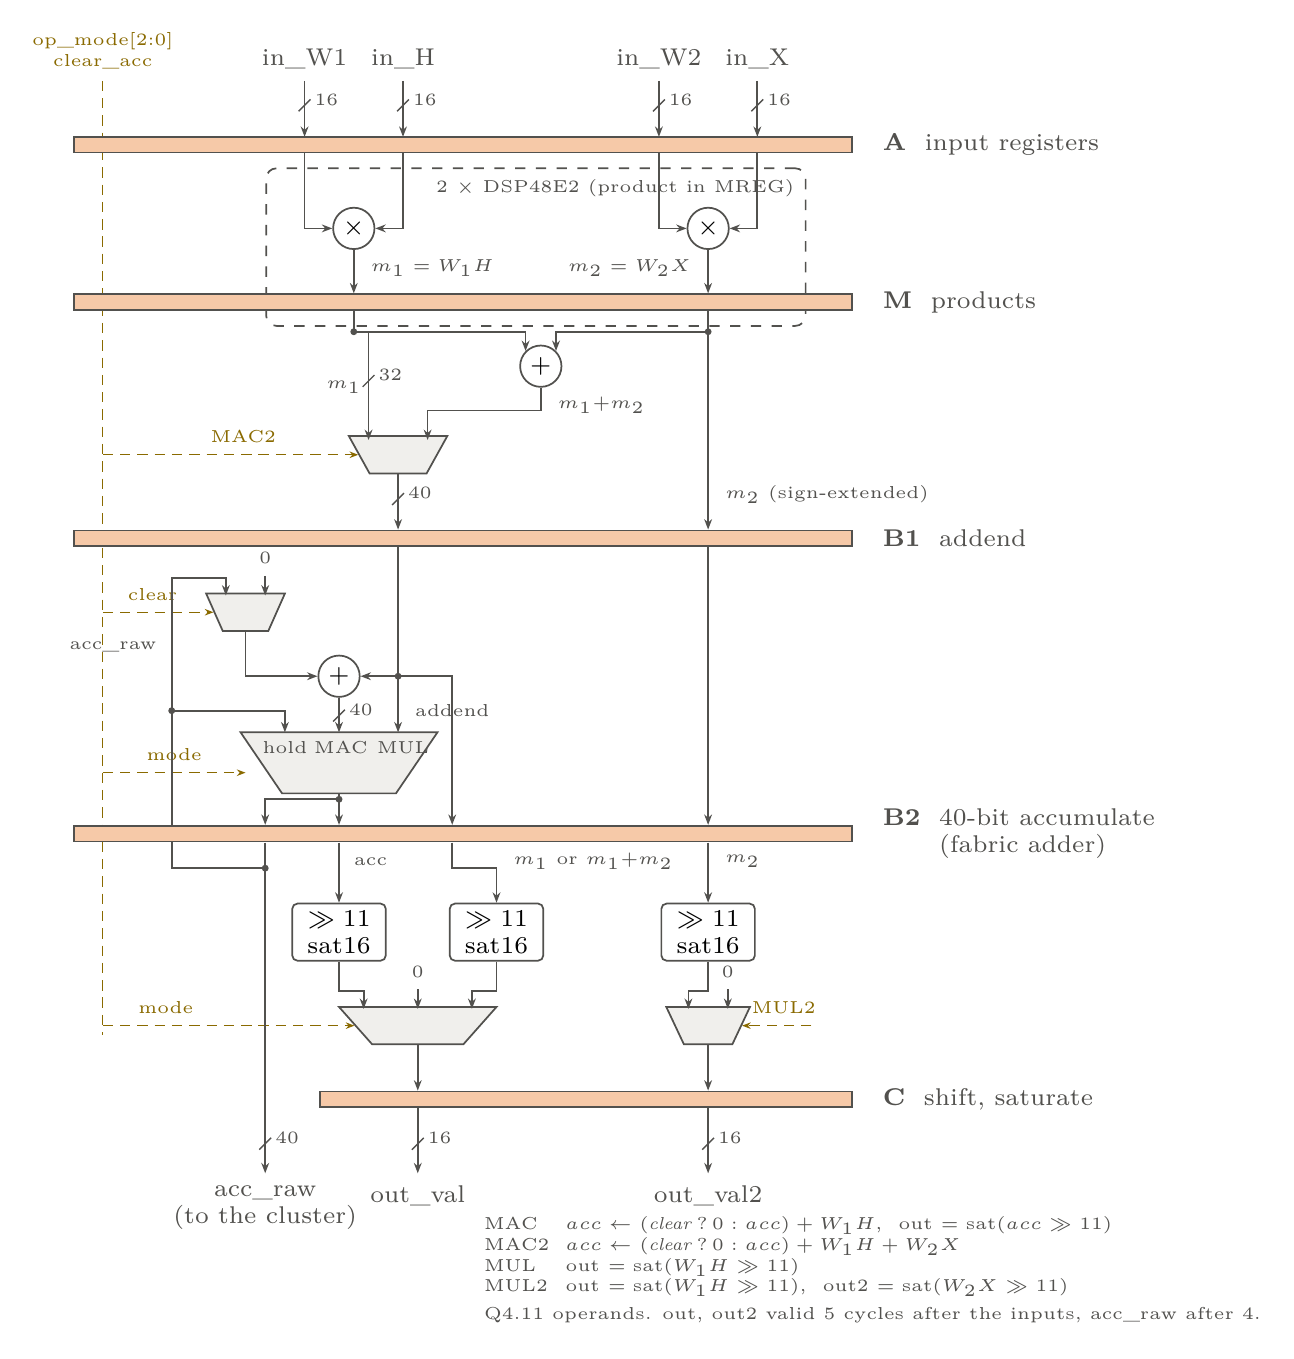 op_mode[2:0]
clear_acc
in_W1 in_H in_W2 in_X
16 16 16 16
A input registers
2 × DSP48E2 (product in MREG)
× ×
m₁ = W₁H m₂ = W₂X
M products
+
m₁ 32
m₁+m₂
MAC2
40 m₂ (sign-extended)
B1 addend
0
clear
acc_raw
+
40 addend
hold MAC MUL
mode
B2 40-bit accumulate
(fabric adder)
acc m₁ or m₁+m₂ m₂
≫ 11 ≫ 11 ≫ 11
sat16 sat16 sat16
0 0
mode MUL2
C shift, saturate
40 16 16
acc_raw out_val out_val2
(to the cluster)
MAC acc ← (clear ? 0 : acc) + W₁H, out = sat(acc ≫ 11)
MAC2 acc ← (clear ? 0 : acc) + W₁H + W₂X
MUL out = sat(W₁H ≫ 11)
MUL2 out = sat(W₁H ≫ 11), out2 = sat(W₂X ≫ 11)
Q4.11 operands. out, out2 valid 5 cycles after the inputs, acc_raw after 4.